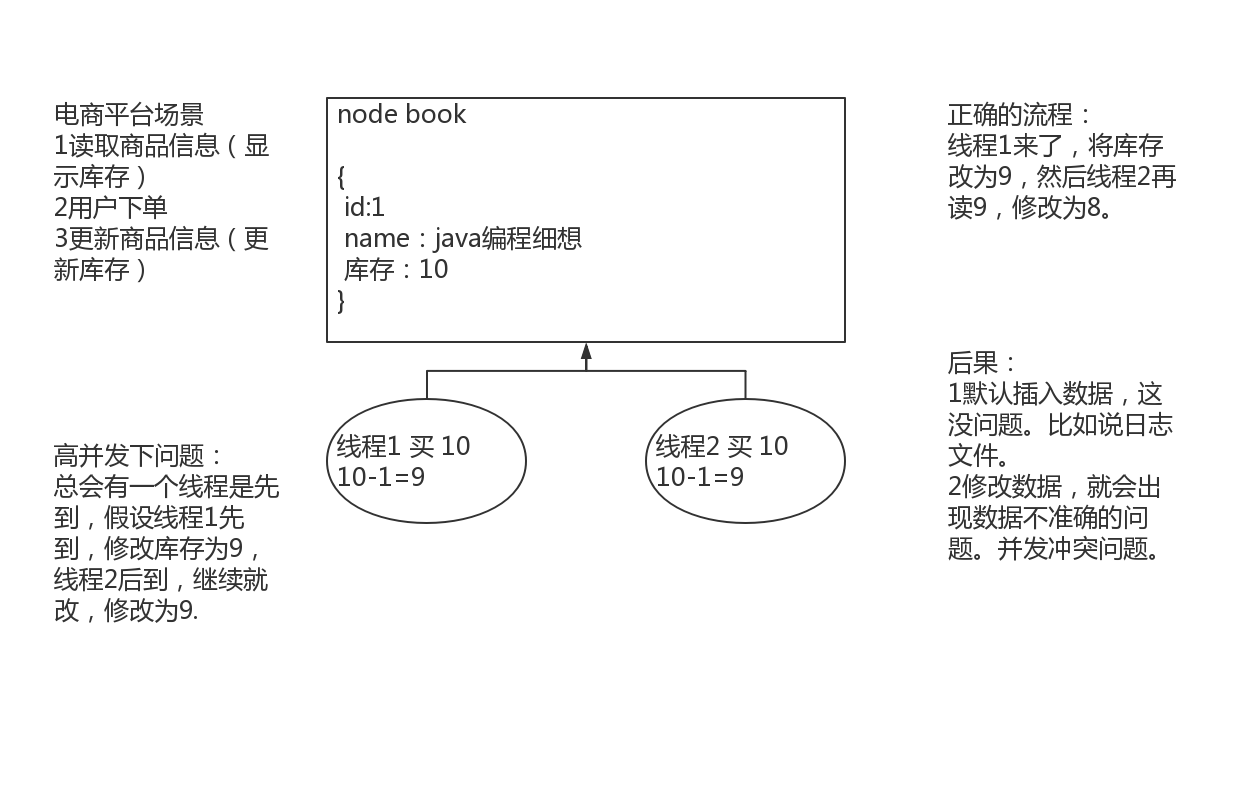 电商平台场景
1读取商品信息（显
示库存）
2用户下单
3更新商品信息（更
新库存）
高并发下问题：
总会有一个线程是先
到，假设线程1先
到，修改库存为9，
线程2后到，继续就
改，修改为9.
node book
{
id:1
name：java编程细想
库存：10
}
线程1 买 10
10-1=9
线程2 买 10
10-1=9
正确的流程：
线程1来了，将库存
改为9，然后线程2再
读9，修改为8。
后果：
1默认插入数据，这
没问题。比如说日志
文件。
2修改数据，就会出
现数据不准确的问
题。并发冲突问题。